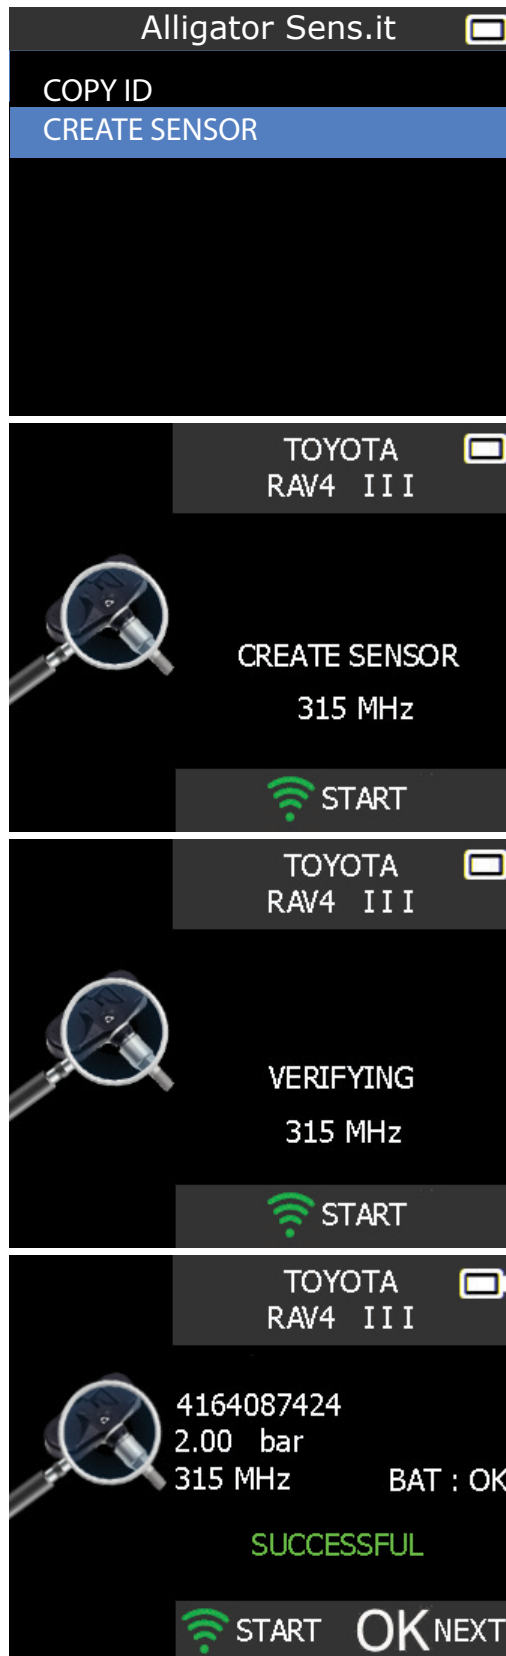 Alligator Sens.it
COPY ID
CREATE SENSOR
TOYOTA
RAV4 III
CREATE SENSOR
315 MHz
START
TOYOTA
RAV4 III
VERIFYING
315 MHz
START
TOYOTA
RAV4 III
4164087424
2.00 bar
315 MHz BAT : OK
SUCCESSFUL
START OK NEXT